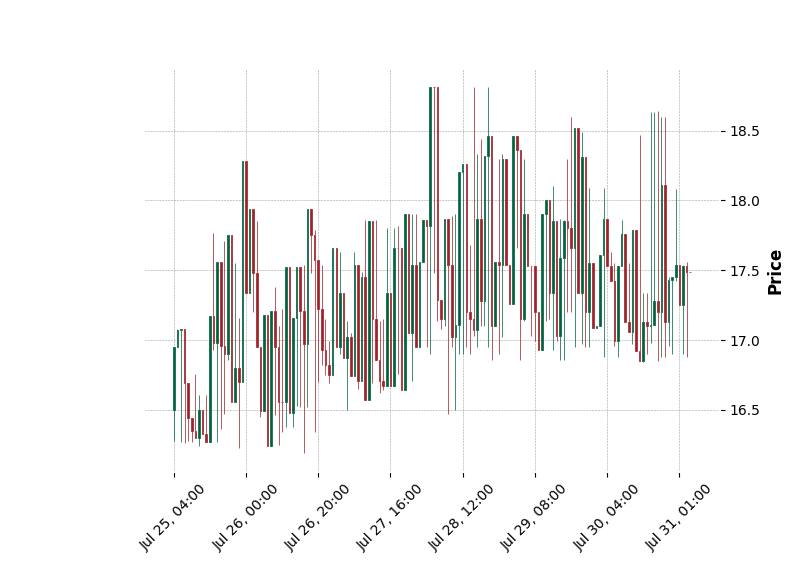 18.5
18.0
17.5
17.0
16.5
Price
Jul 25, 04:00
Jul 26, 00:00
Jul 26, 20:00
Jul 27, 16:00
Jul 28, 12:00
Jul 29, 08:00
Jul 30, 04:00
Jul 31, 01:00